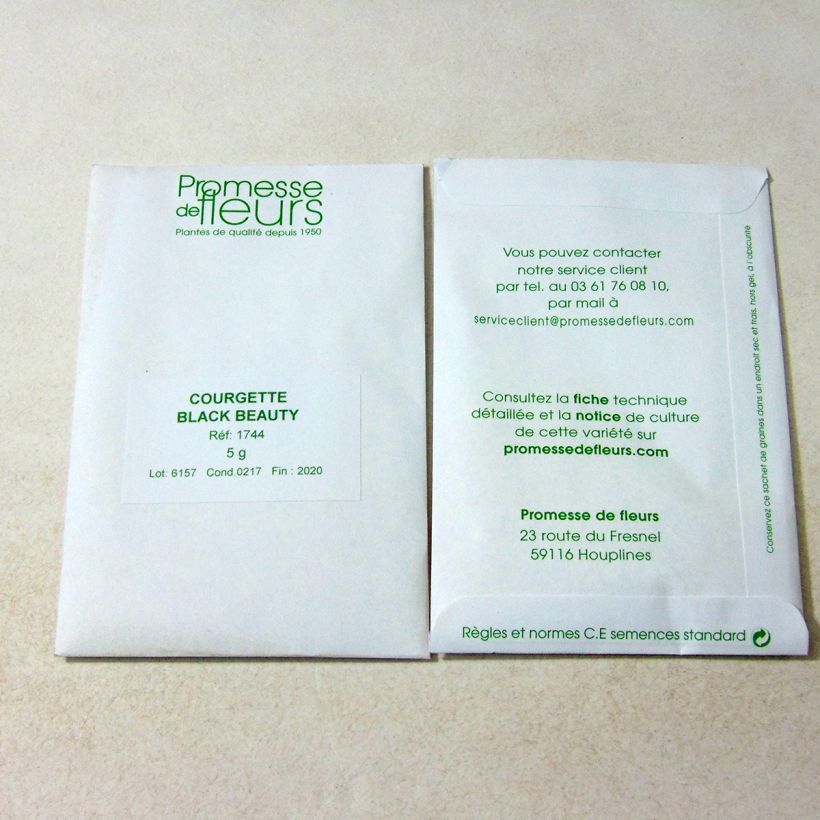 Promesse
de fleurs
Plantes de qualité depuis 1950
COURGETTE
BLACK BEAUTY
Réf: 1744
5 g
Lot: 6157 Cond.0217 Fin : 2020
Vous pouvez contacter
notre service client
par tel. au 03 61 76 08 10,
par mail à
serviceclient@promessedefleurs.com
Consultez la fiche technique
détaillée et la notice de culture
de cette variété sur
promessedefleurs.com
Promesse de fleurs
23 route du Fresnel
59116 Houplines
Règles et normes C.E semences standard
Conservez ce sachet de graines dans un endroit sec et frais, hors gel, à l'obscurité